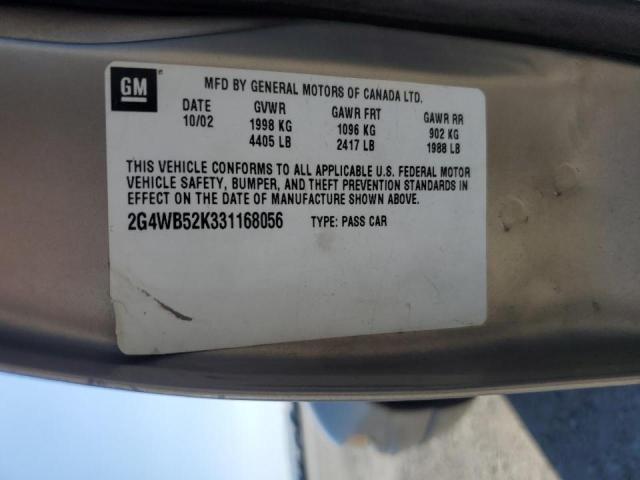 GM
MFD BY GENERAL MOTORS OF CANADA LTD.
DATE GVWR GAWR FRT GAWR RR
10/02 1998 KG 1096 KG 902 KG
4405 LB 2417 LB 1988 LB
THIS VEHICLE CONFORMS TO ALL APPLICABLE U.S. FEDERAL MOTOR
VEHICLE SAFETY, BUMPER, AND THEFT PREVENTION STANDARDS IN
EFFECT ON THE DATE OF MANUFACTURE SHOWN ABOVE.
2G4WB52K331168056 TYPE: PASS CAR